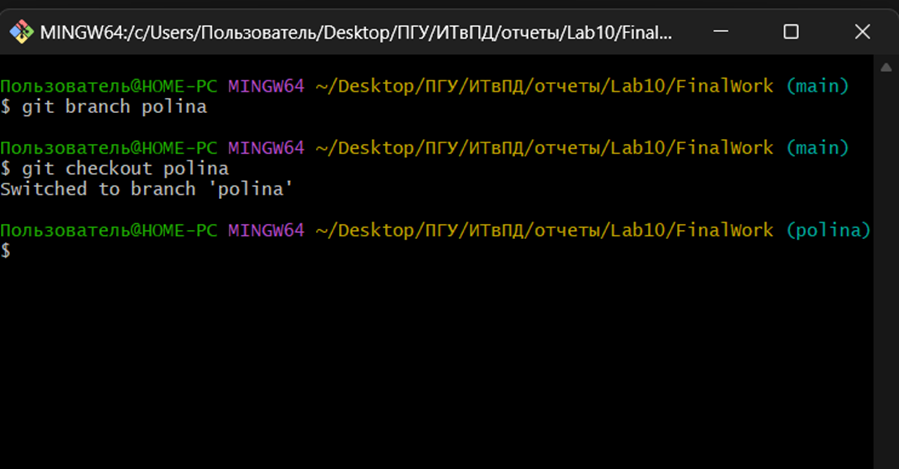 MINGW64:/c/Users/Пользователь/Desktop/ПГУ/ИТвПД/отчеты/Lab10/Final...
Пользователь@HOME-PC MINGW64 ~/Desktop/ПГУ/ИТвПД/отчеты/Lab10/FinalWork (main)
$ git branch polina
Пользователь@HOME-PC MINGW64 ~/Desktop/ПГУ/ИТвПД/отчеты/Lab10/FinalWork (main)
$ git checkout polina
Switched to branch 'polina'
Пользователь@HOME-PC MINGW64 ~/Desktop/ПГУ/ИТвПД/отчеты/Lab10/FinalWork (polina)
$